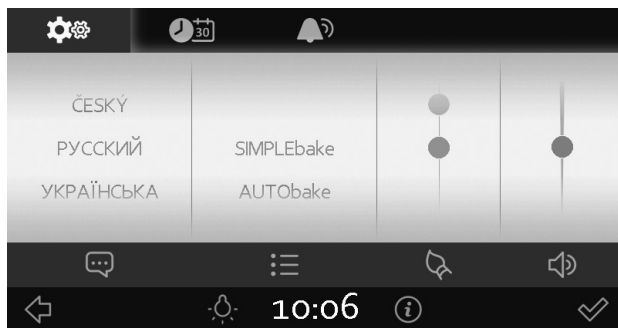 30
ČESKÝ
РУССКИЙ
SIMPLEbake
УКРАЇНСЬКА
AUTObake
10:06
i